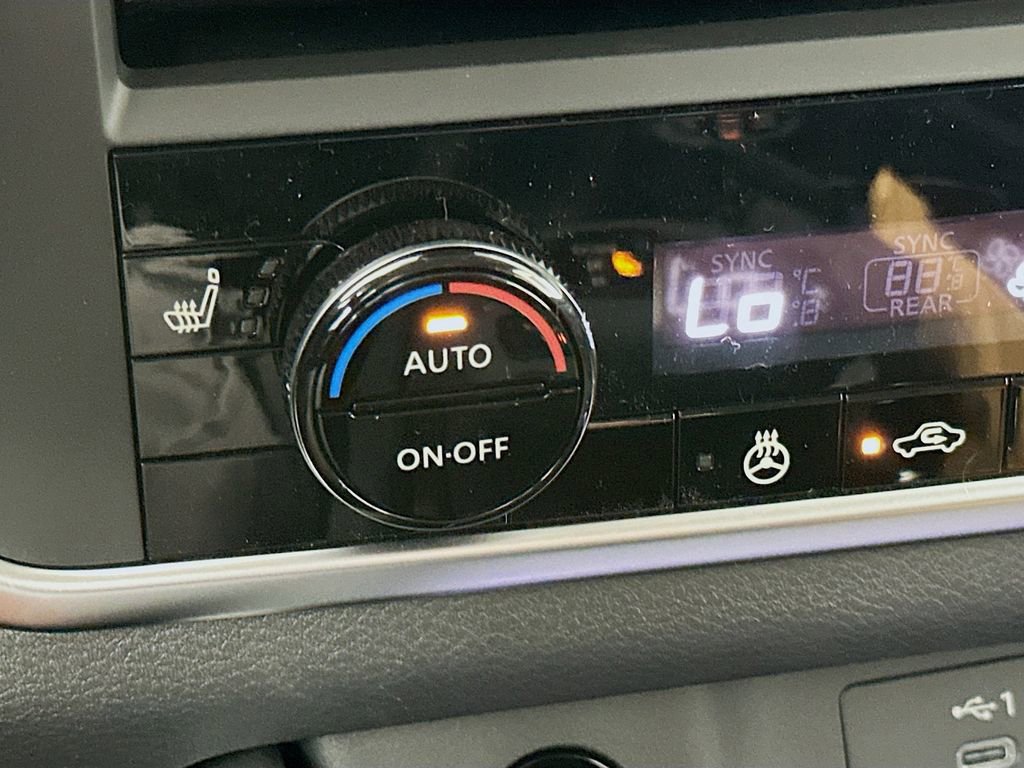 SYNC
Lo
SYNC
REAR
AUTO
ON·OFF
1